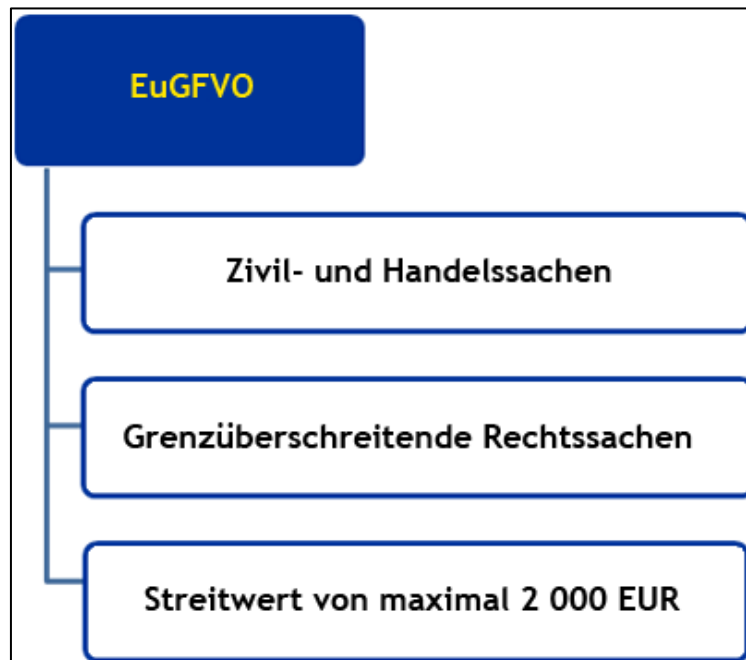 EuGFVO
Zivil- und Handelssachen
Grenzüberschreitende Rechtssachen
Streitwert von maximal 2 000 EUR